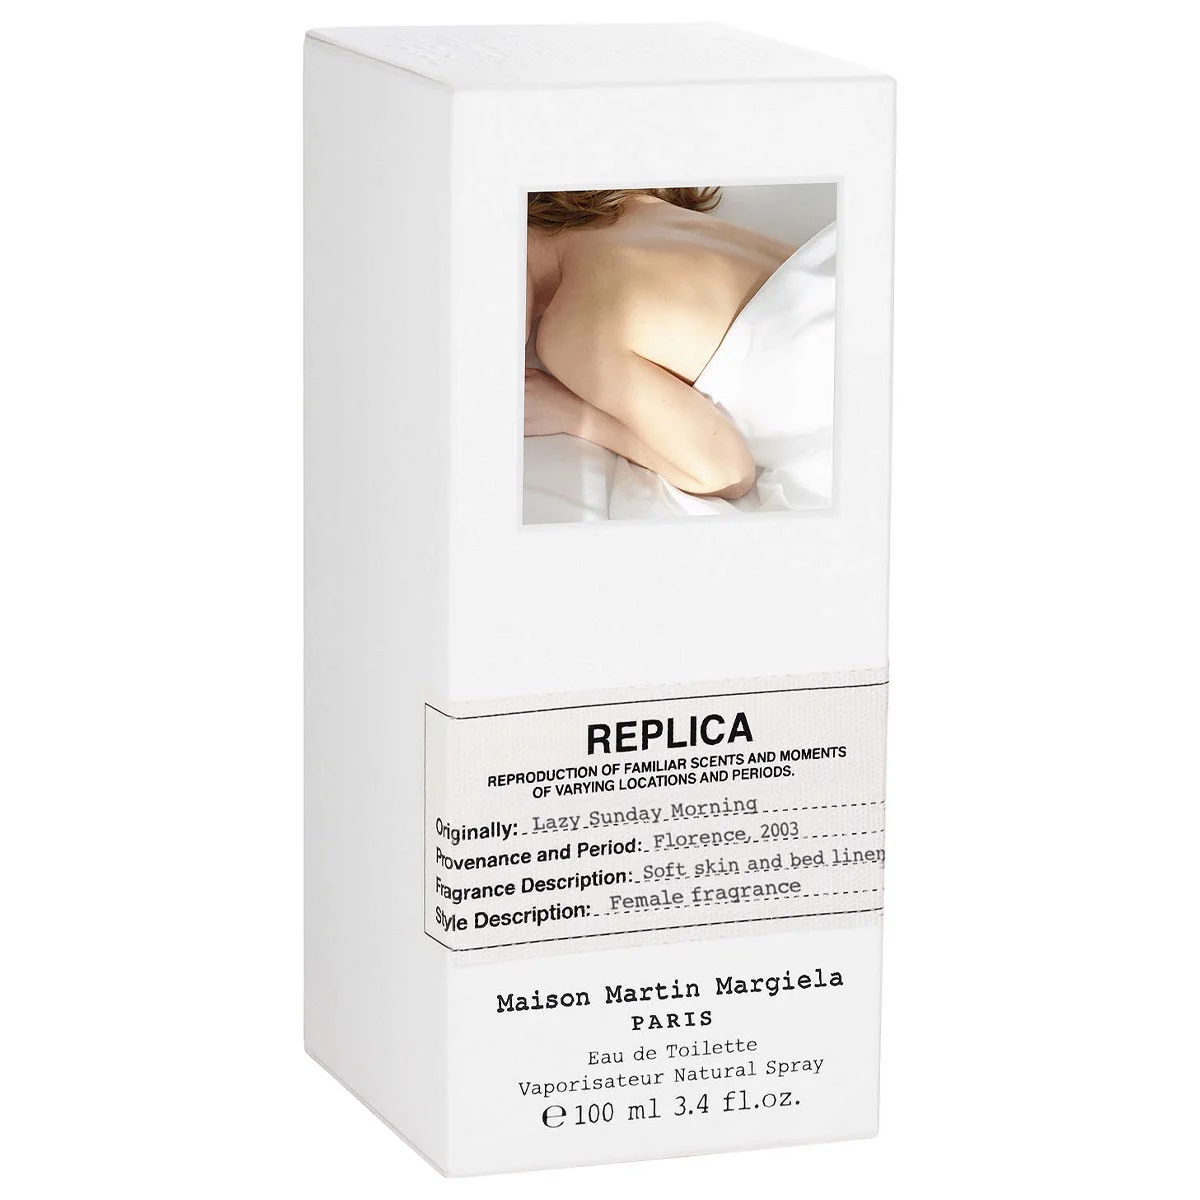 REPLICA
REPRODUCTION OF FAMILIAR SCENTS AND MOMENTS
OF VARYING LOCATIONS AND PERIODS.
Originally: Lazy Sunday Morning
Provenance and Period: Florence, 2003
Fragrance Description: Soft skin and bed linen
Style Description: Female fragrance
Maison Martin Margiela
PARIS
Eau de Toilette
Vaporisateur Natural Spray
℮ 100 ml 3.4 fl.oz.